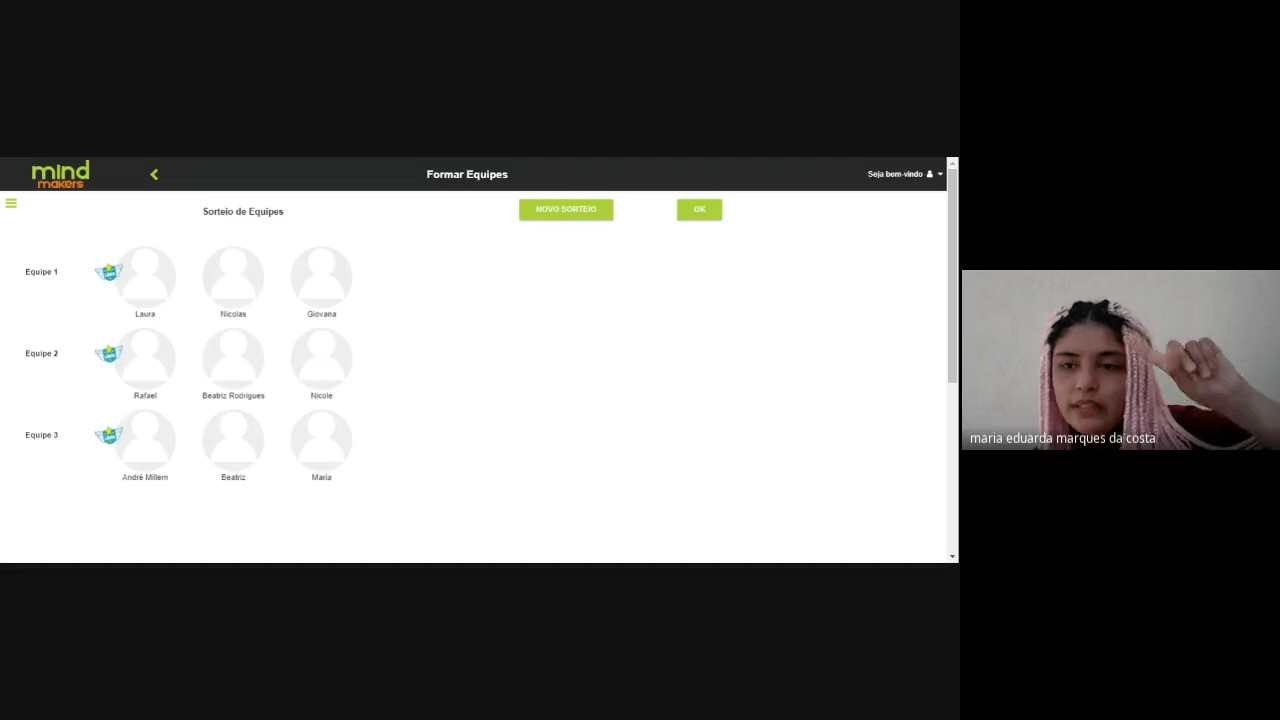 mind
makers
Formar Equipes
Seja bem-vindo
Sorteio de Equipes
NOVO SORTEIO
OK
Equipe 1
Laura
Nicolas
Giovana
Equipe 2
Rafael
Beatriz Rodrigues
Nicole
Equipe 3
André Millem
Beatriz
Maria
maria eduarda marques da costa